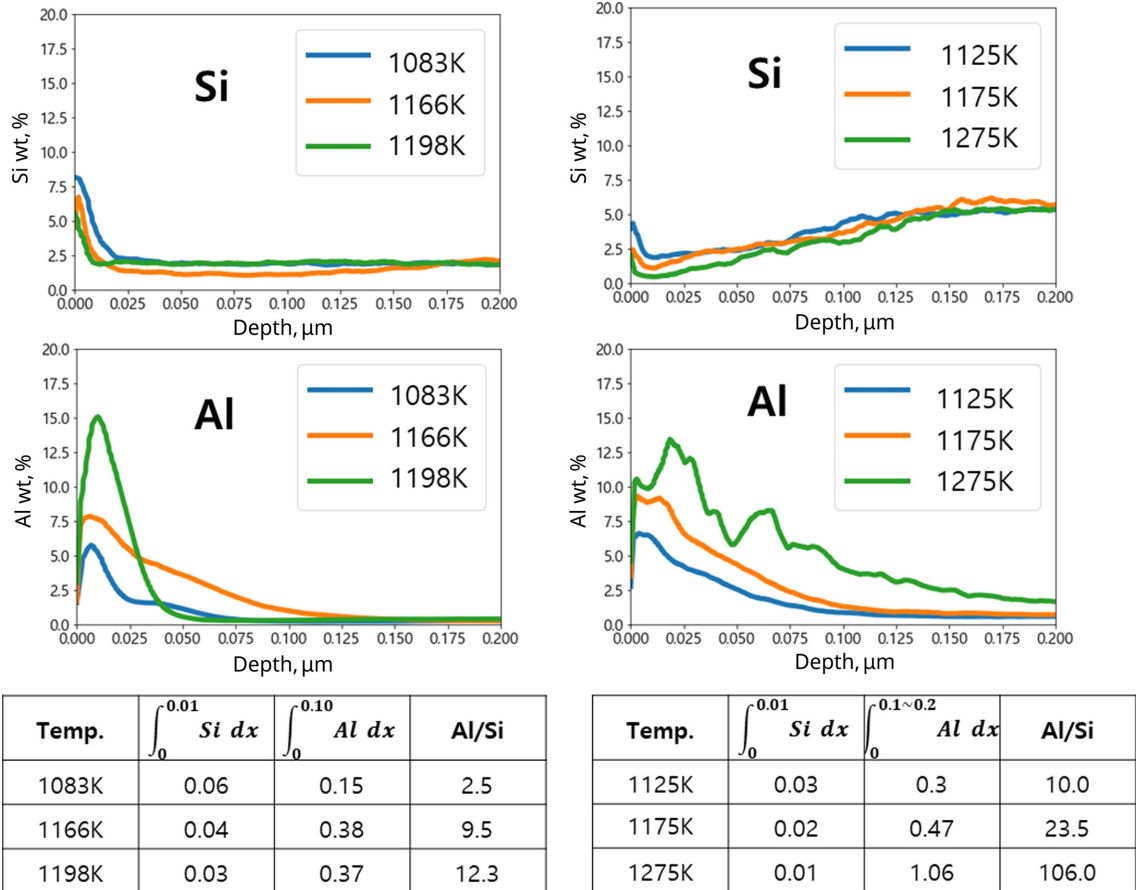 20.0
17.5
15.0
12.5
10.0
7.5
5.0
2.5
0.0
Si wt, %
Si
1083K
1166K
1198K
0.000 0.025 0.050 0.075 0.100 0.125 0.150 0.175 0.200
Depth, μm
20.0
17.5
15.0
12.5
10.0
7.5
5.0
2.5
0.0
Si wt, %
Si
1125K
1175K
1275K
0.000 0.025 0.050 0.075 0.100 0.125 0.150 0.175 0.200
Depth, μm
20.0
17.5
15.0
12.5
10.0
7.5
5.0
2.5
0.0
Al wt, %
Al
1083K
1166K
1198K
0.000 0.025 0.050 0.075 0.100 0.125 0.150 0.175 0.200
Depth, μm
20.0
17.5
15.0
12.5
10.0
7.5
5.0
2.5
0.0
Al wt, %
Al
1125K
1175K
1275K
0.000 0.025 0.050 0.075 0.100 0.125 0.150 0.175 0.200
Depth, μm
Temp. ∫₀^0.01 Si dx ∫₀^0.10 Al dx Al/Si
1083K 0.06 0.15 2.5
1166K 0.04 0.38 9.5
1198K 0.03 0.37 12.3
Temp. ∫₀^0.01 Si dx ∫₀^0.1~0.2 Al dx Al/Si
1125K 0.03 0.3 10.0
1175K 0.02 0.47 23.5
1275K 0.01 1.06 106.0